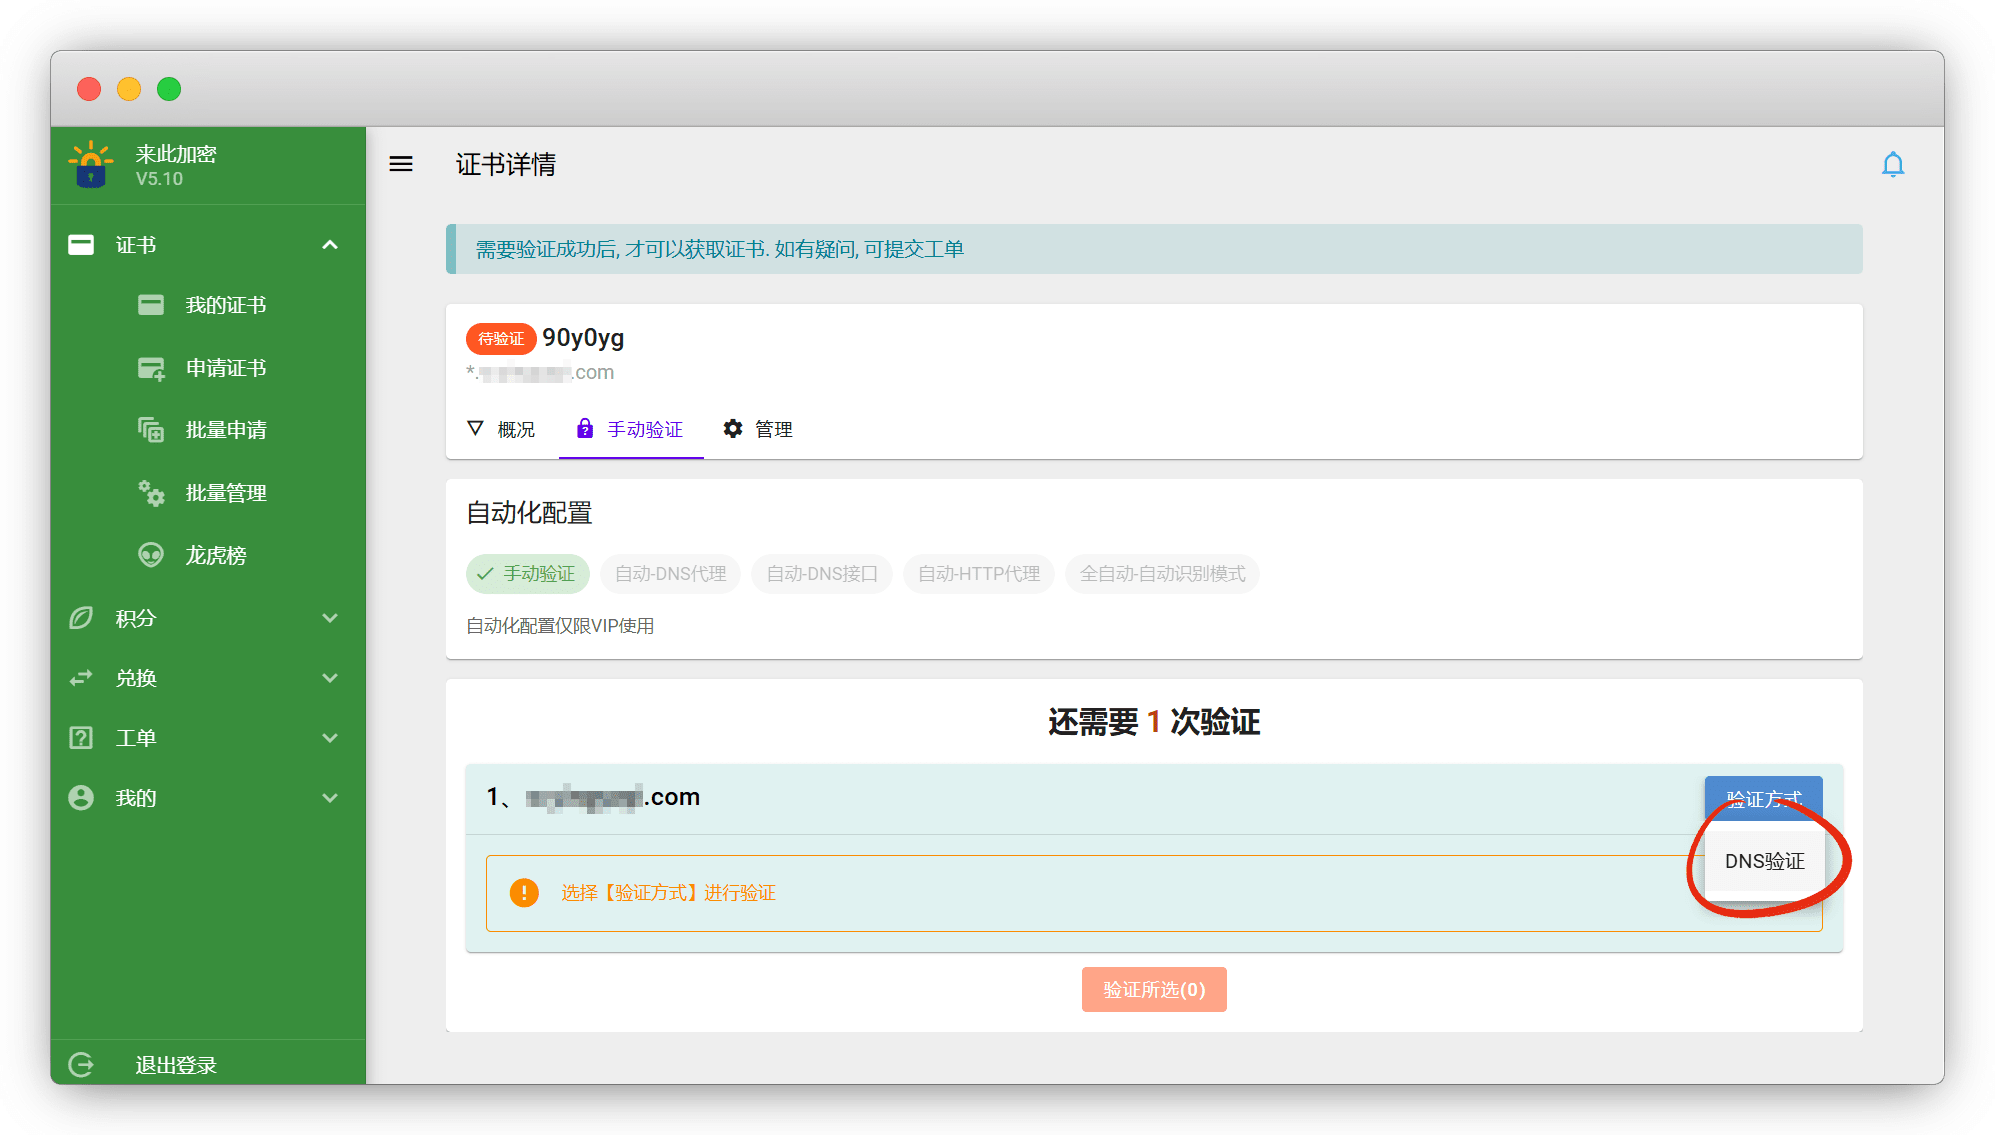 来此加密
V5.10
证书
我的证书
申请证书
批量申请
批量管理
龙虎榜
积分
兑换
工单
我的
退出登录
证书详情
需要验证成功后, 才可以获取证书. 如有疑问, 可提交工单
待验证 90y0yg
*. .com
概况 手动验证 管理
自动化配置
手动验证 自动-DNS代理 自动-DNS接口 自动-HTTP代理 全自动-自动识别模式
自动化配置仅限VIP使用
还需要 1 次验证
1、 .com
验证方式
DNS验证
选择【验证方式】进行验证
验证所选(0)